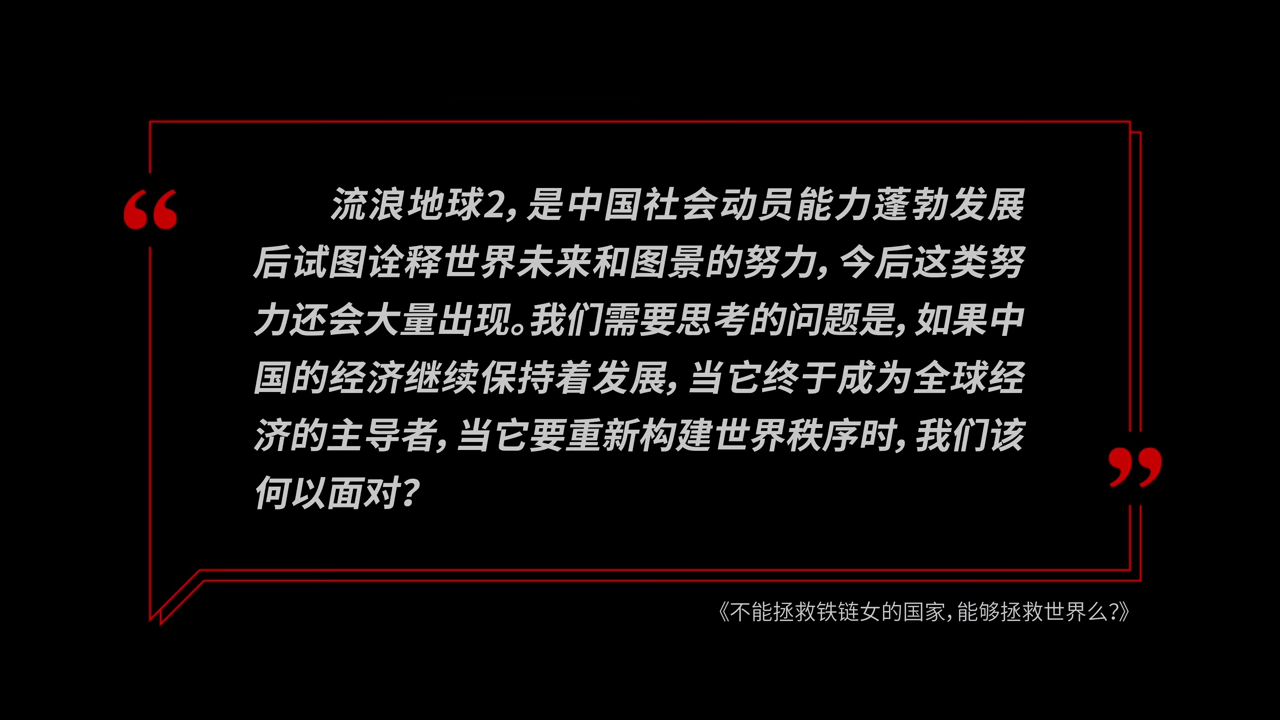 “
流浪地球2，是中国社会动员能力蓬勃发展
后试图诠释世界未来和图景的努力，今后这类努
力还会大量出现。我们需要思考的问题是，如果中
国的经济继续保持着发展，当它终于成为全球经
济的主导者，当它要重新构建世界秩序时，我们该
何以面对？
”
《不能拯救铁链女的国家，能够拯救世界么？》